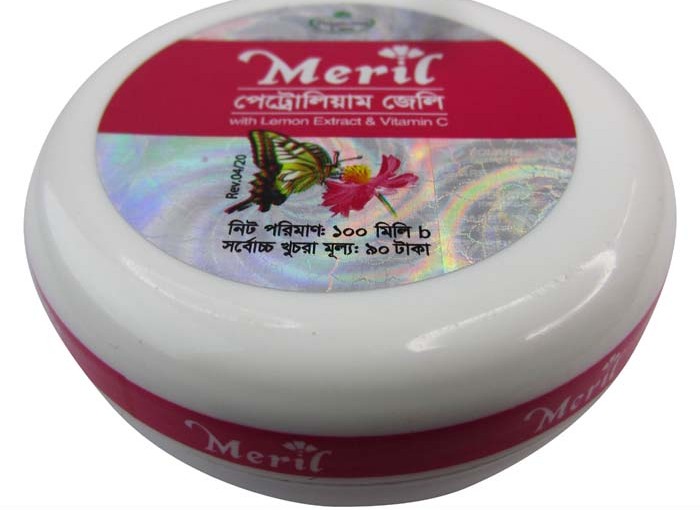 Meril
পেট্রোলিয়াম জেলি
with Lemon Extract & Vitamin C
Rev.04/20
নিট পরিমাণ: ১০০ মিলি b
সর্বোচ্চ খুচরা মূল্য: ৯০ টাকা
Meril
Meril